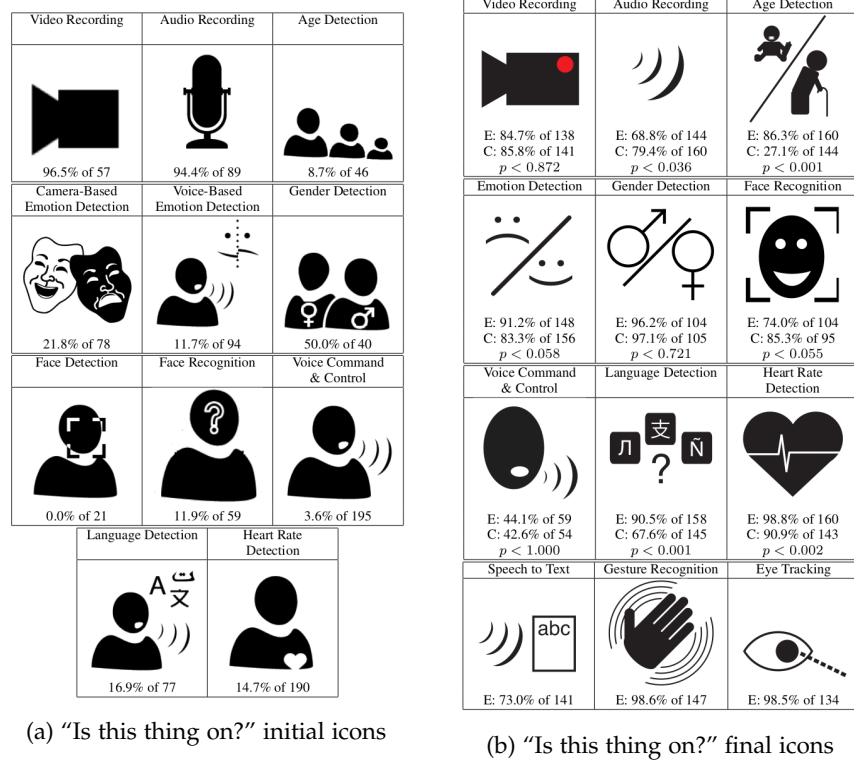 Video Recording
Audio Recording
Age Detection
96.5% of 57
94.4% of 89
8.7% of 46
Camera-Based
Emotion Detection
Voice-Based
Emotion Detection
Gender Detection
21.8% of 78
11.7% of 94
50.0% of 40
Face Detection
Face Recognition
Voice Command
& Control
?
0.0% of 21
11.9% of 59
3.6% of 195
Language Detection
Heart Rate
Detection
A
文
16.9% of 77
14.7% of 190
(a) “Is this thing on?” initial icons
Video Recording
Audio Recording
Age Detection
E: 84.7% of 138
C: 85.8% of 141
p < 0.872
E: 68.8% of 144
C: 79.4% of 160
p < 0.036
E: 86.3% of 160
C: 27.1% of 144
p < 0.001
Emotion Detection
Gender Detection
Face Recognition
E: 91.2% of 148
C: 83.3% of 156
p < 0.058
E: 96.2% of 104
C: 97.1% of 105
p < 0.721
E: 74.0% of 104
C: 85.3% of 95
p < 0.055
Voice Command
& Control
Language Detection
Heart Rate
Detection
Л
支
Ñ
?
E: 44.1% of 59
C: 42.6% of 54
p < 1.000
E: 90.5% of 158
C: 67.6% of 145
p < 0.001
E: 98.8% of 160
C: 90.9% of 143
p < 0.002
Speech to Text
Gesture Recognition
Eye Tracking
abc
E: 73.0% of 141
E: 98.6% of 147
E: 98.5% of 134
(b) “Is this thing on?” final icons